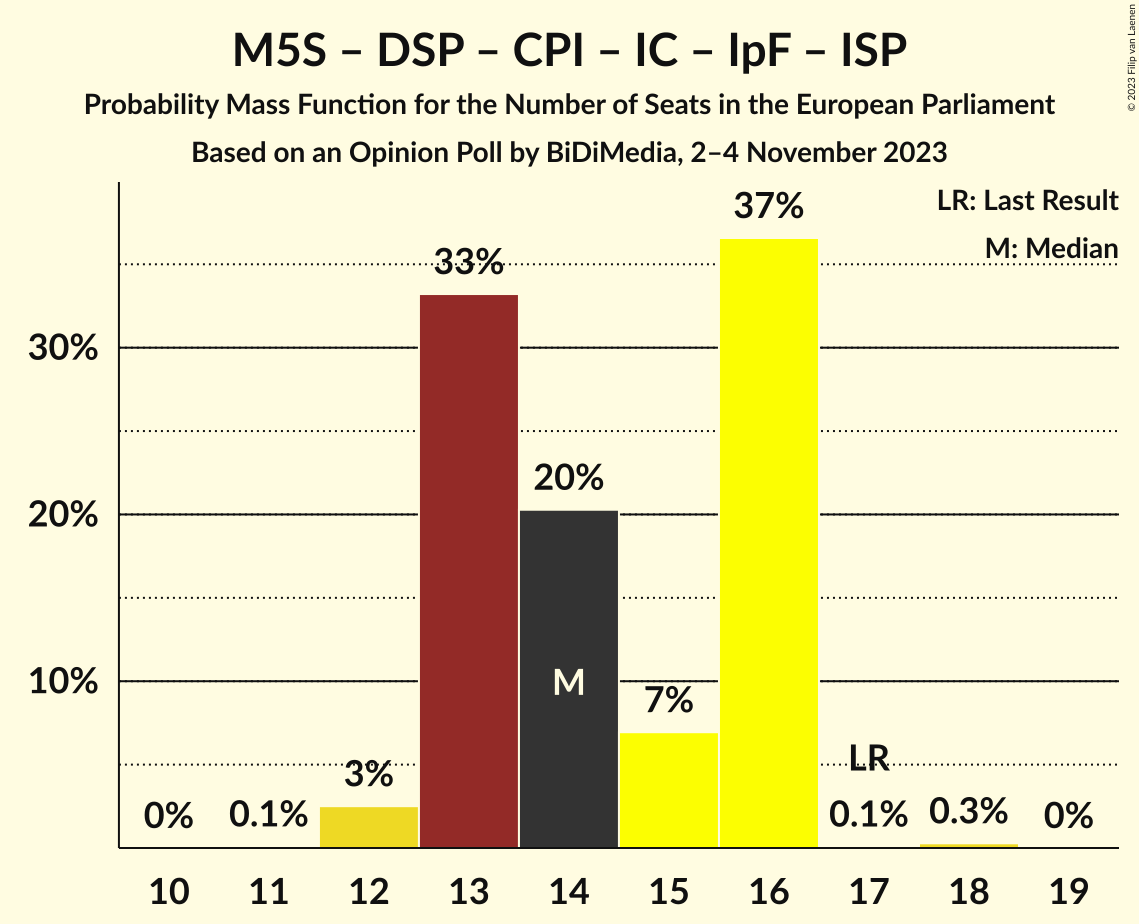 M5S – DSP – CPI – IC – IpF – ISP
Probability Mass Function for the Number of Seats in the European Parliament
Based on an Opinion Poll by BiDiMedia, 2–4 November 2023
© 2023 Filip van Laenen
LR: Last Result
M: Median
37%
33%
30%
20%
20%
M
10%
7%
LR
3%
0%
0.1%
0.1%
0.3%
0%
10 11 12 13 14 15 16 17 18 19